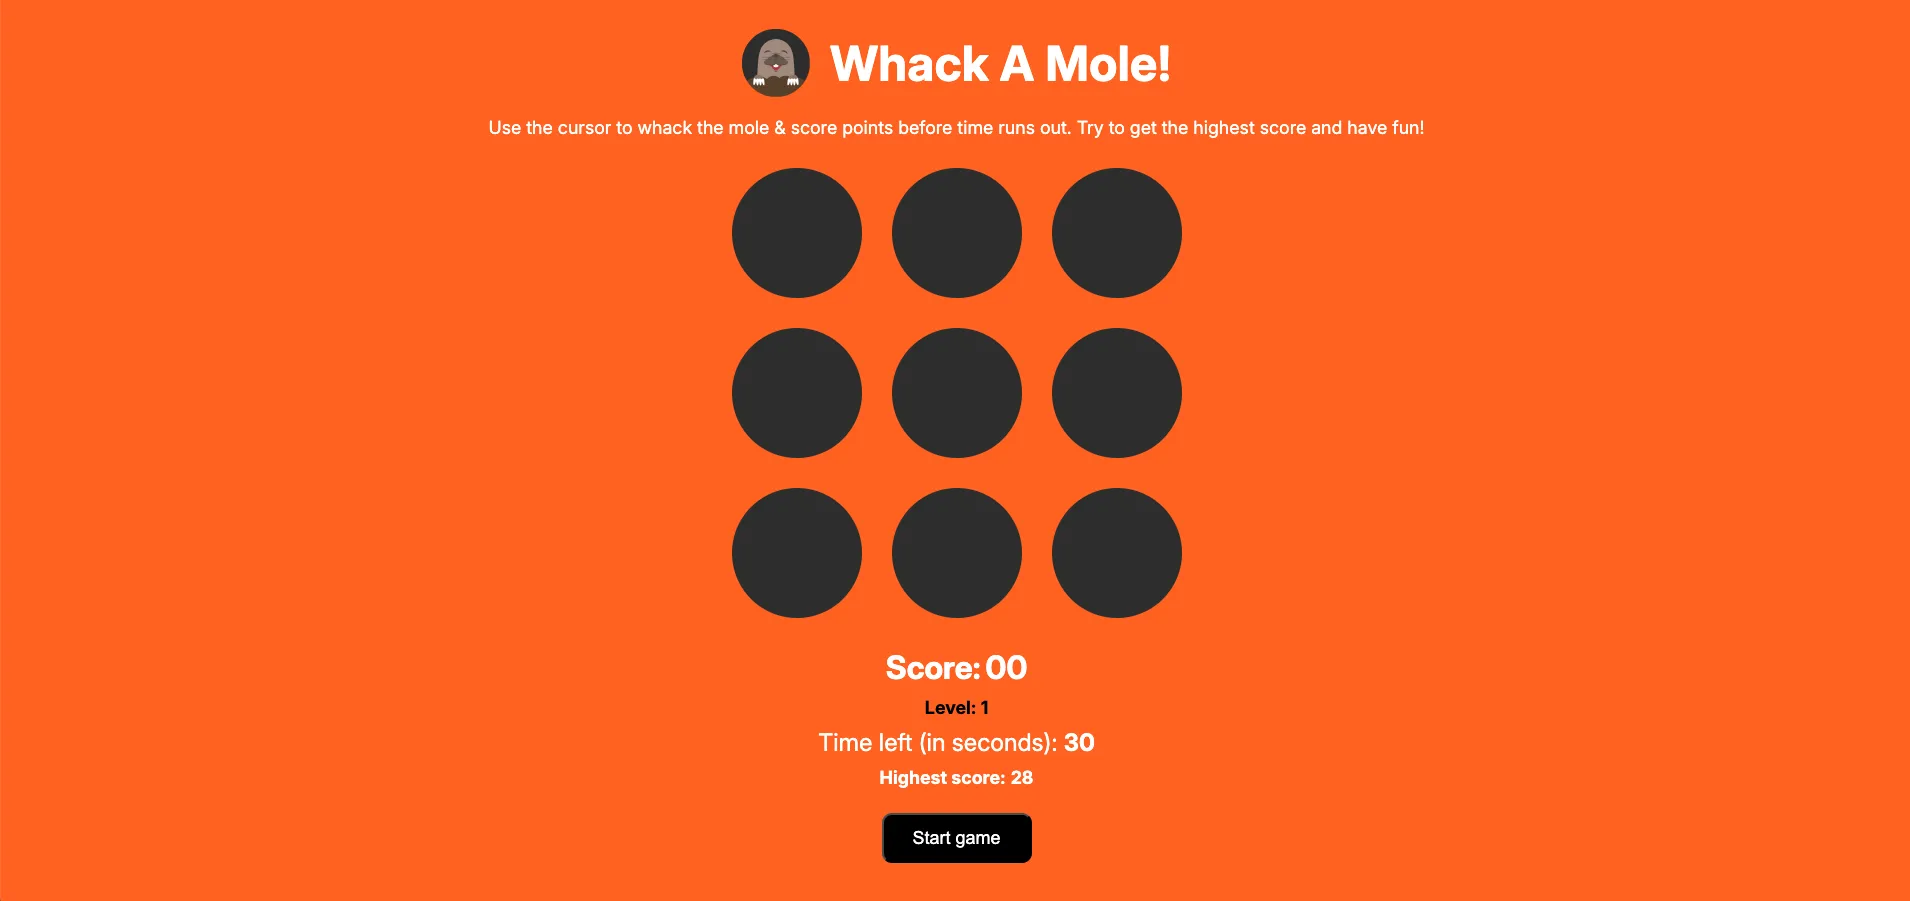 Whack A Mole!
Use the cursor to whack the mole & score points before time runs out. Try to get the highest score and have fun!
Score: 00
Level: 1
Time left (in seconds): 30
Highest score: 28
Start game